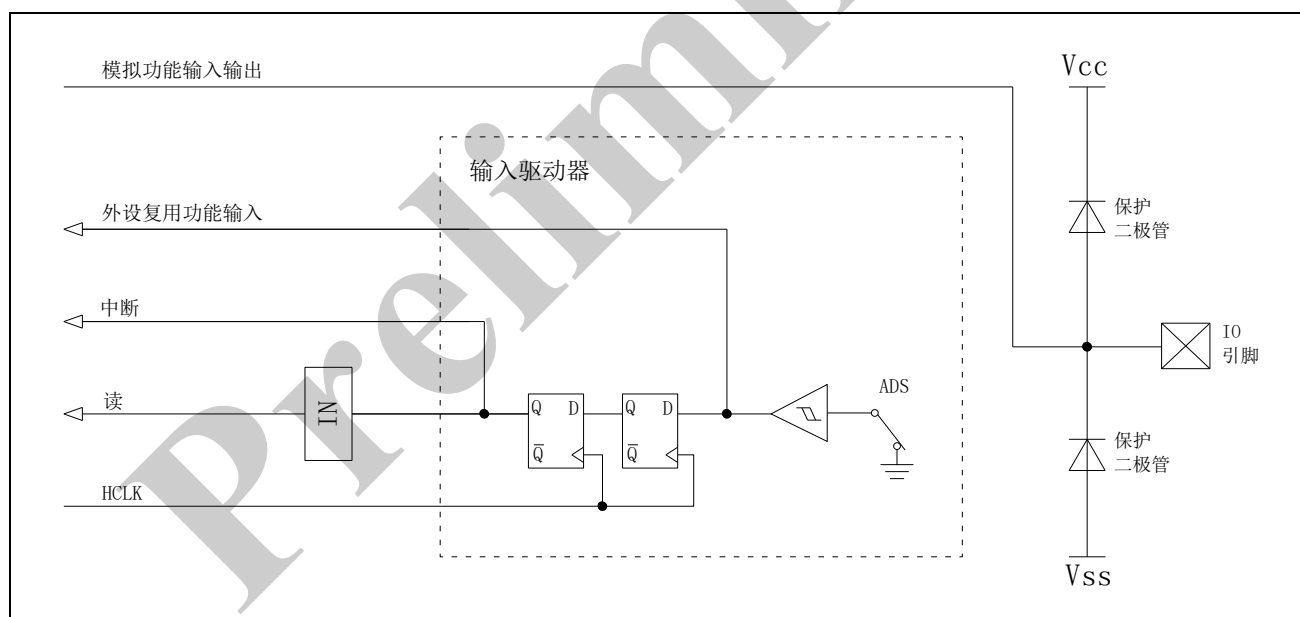 模拟功能输入输出
Vcc
输入驱动器
保护
二极管
外设复用功能输入
中断
IO
引脚
ADS
读
IN
Q D
Q D
Q̅
Q̅
保护
二极管
HCLK
Vss